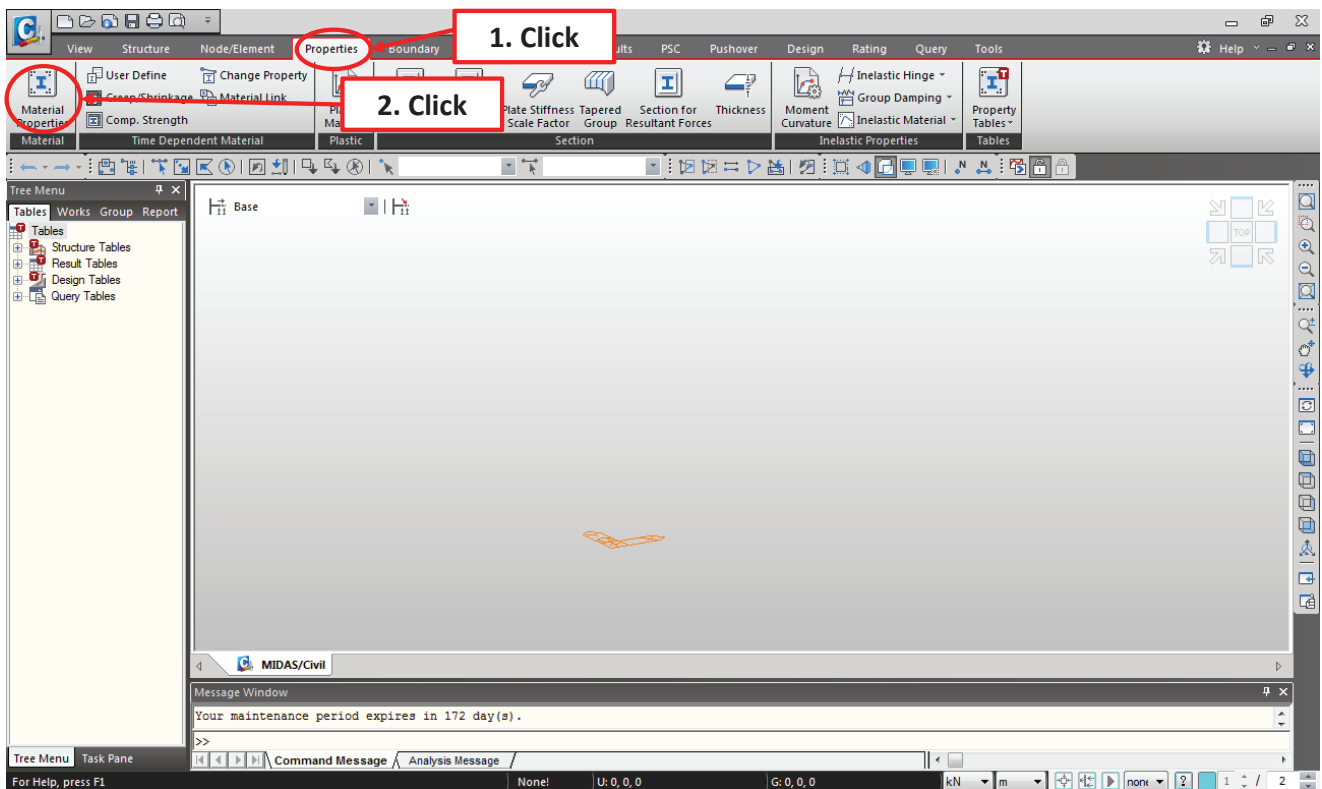 1. Click
View Structure Node/Element Properties Boundary ults PSC Pushover Design Rating Query Tools Help
User Define Change Property Inelastic Hinge
Creep/Shrinkage Material Link Group Damping
2. Click
Material Properties
Comp. Strength
Plate Stiffness Scale Factor
Tapered Group
Section for Resultant Forces
Thickness
Moment Curvature
Inelastic Material
Property Tables
Material Time Dependent Material Plastic Section Inelastic Properties Tables
Tree Menu
Tables Works Group Report
Base
TOP
Tables
Structure Tables
Result Tables
Design Tables
Query Tables
MIDAS/Civil
Message Window
Your maintenance period expires in 172 day(s).
>>
Tree Menu Task Pane Command Message Analysis Message
For Help, press F1 None! U: 0, 0, 0 G: 0, 0, 0 kN m none 1 / 2